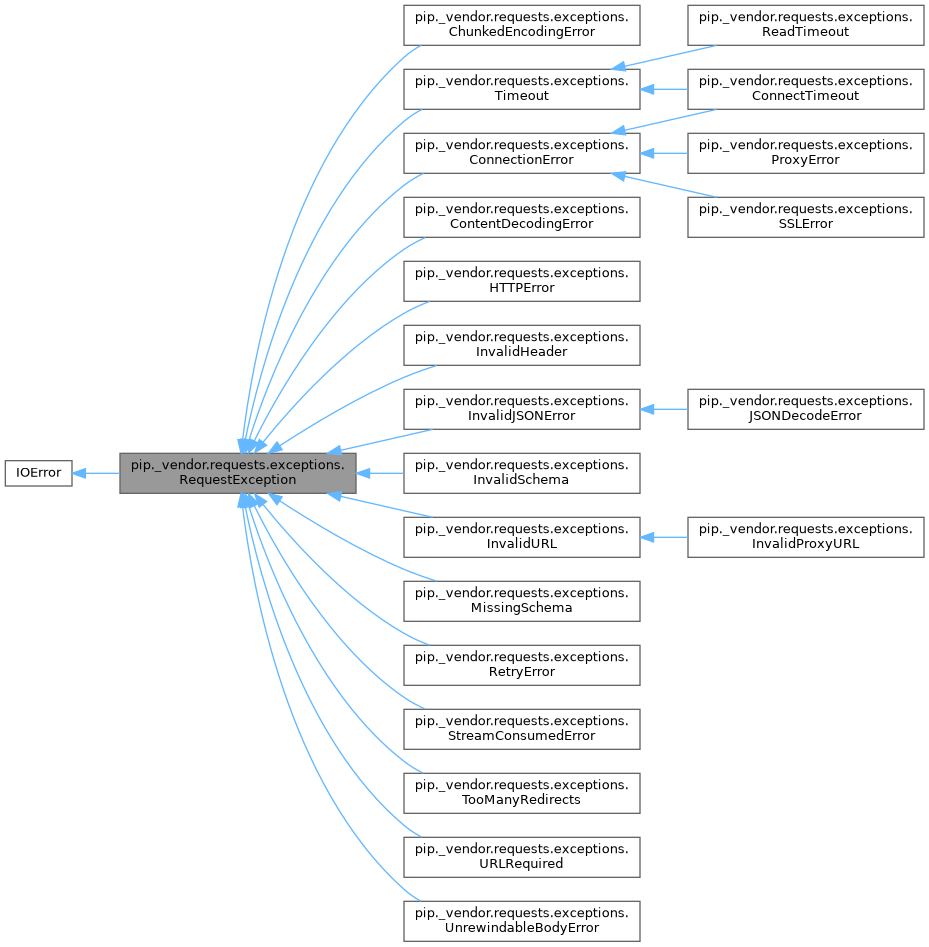 IOError
pip._vendor.requests.exceptions.
RequestException
pip._vendor.requests.exceptions.
ChunkedEncodingError
pip._vendor.requests.exceptions.
Timeout
pip._vendor.requests.exceptions.
ConnectionError
pip._vendor.requests.exceptions.
ContentDecodingError
pip._vendor.requests.exceptions.
HTTPError
pip._vendor.requests.exceptions.
InvalidHeader
pip._vendor.requests.exceptions.
InvalidJSONError
pip._vendor.requests.exceptions.
InvalidSchema
pip._vendor.requests.exceptions.
InvalidURL
pip._vendor.requests.exceptions.
MissingSchema
pip._vendor.requests.exceptions.
RetryError
pip._vendor.requests.exceptions.
StreamConsumedError
pip._vendor.requests.exceptions.
TooManyRedirects
pip._vendor.requests.exceptions.
URLRequired
pip._vendor.requests.exceptions.
UnrewindableBodyError
pip._vendor.requests.exceptions.
ReadTimeout
pip._vendor.requests.exceptions.
ConnectTimeout
pip._vendor.requests.exceptions.
ProxyError
pip._vendor.requests.exceptions.
SSLError
pip._vendor.requests.exceptions.
JSONDecodeError
pip._vendor.requests.exceptions.
InvalidProxyURL